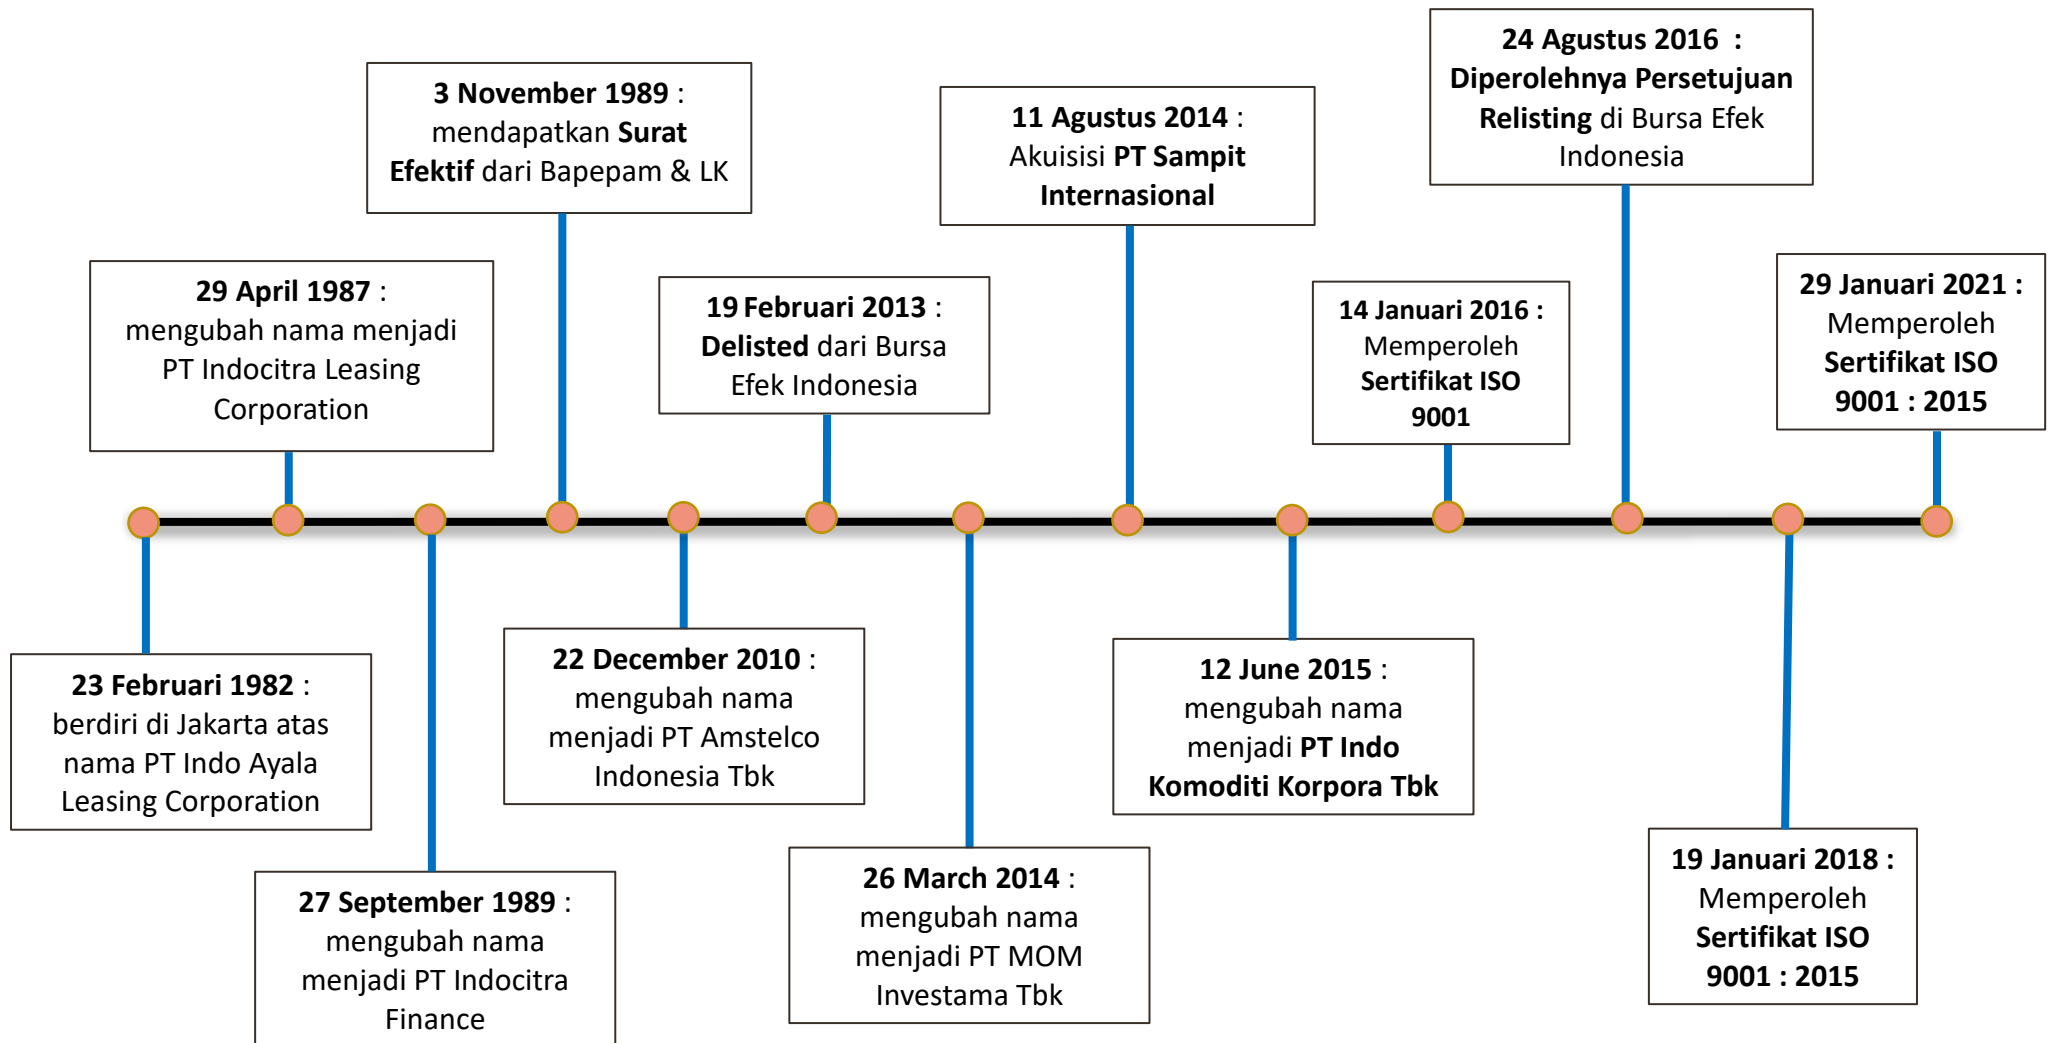 23 Februari 1982 :
berdiri di Jakarta atas
nama PT Indo Ayala
Leasing Corporation
29 April 1987 :
mengubah nama menjadi
PT Indocitra Leasing
Corporation
27 September 1989 :
mengubah nama
menjadi PT Indocitra
Finance
3 November 1989 :
mendapatkan Surat
Efektif dari Bapepam & LK
22 December 2010 :
mengubah nama
menjadi PT Amstelco
Indonesia Tbk
19 Februari 2013 :
Delisted dari Bursa
Efek Indonesia
26 March 2014 :
mengubah nama
menjadi PT MOM
Investama Tbk
11 Agustus 2014 :
Akuisisi PT Sampit
Internasional
12 June 2015 :
mengubah nama
menjadi PT Indo
Komoditi Korpora Tbk
14 Januari 2016 :
Memperoleh
Sertifikat ISO
9001
24 Agustus 2016 :
Diperolehnya Persetujuan
Relisting di Bursa Efek
Indonesia
19 Januari 2018 :
Memperoleh
Sertifikat ISO
9001 : 2015
29 Januari 2021 :
Memperoleh
Sertifikat ISO
9001 : 2015